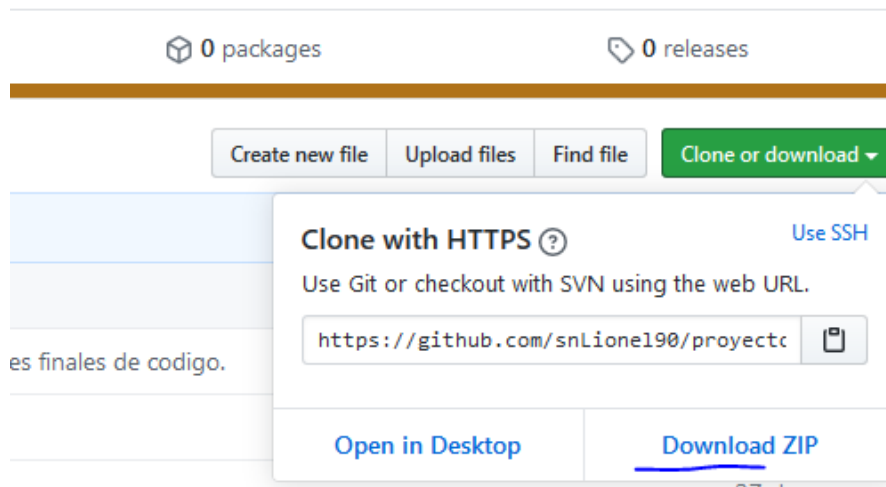 0 packages
0 releases
Create new file
Upload files
Find file
Clone or download
Clone with HTTPS
Use SSH
Use Git or checkout with SVN using the web URL.
https://github.com/snLionel90/proyecto
es finales de codigo.
Open in Desktop
Download ZIP